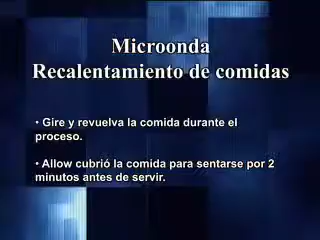 Microonda
Recalentamiento de comidas
• Gire y revuelva la comida durante el
proceso.
• Allow cubrió la comida para sentarse por 2
minutos antes de servir.